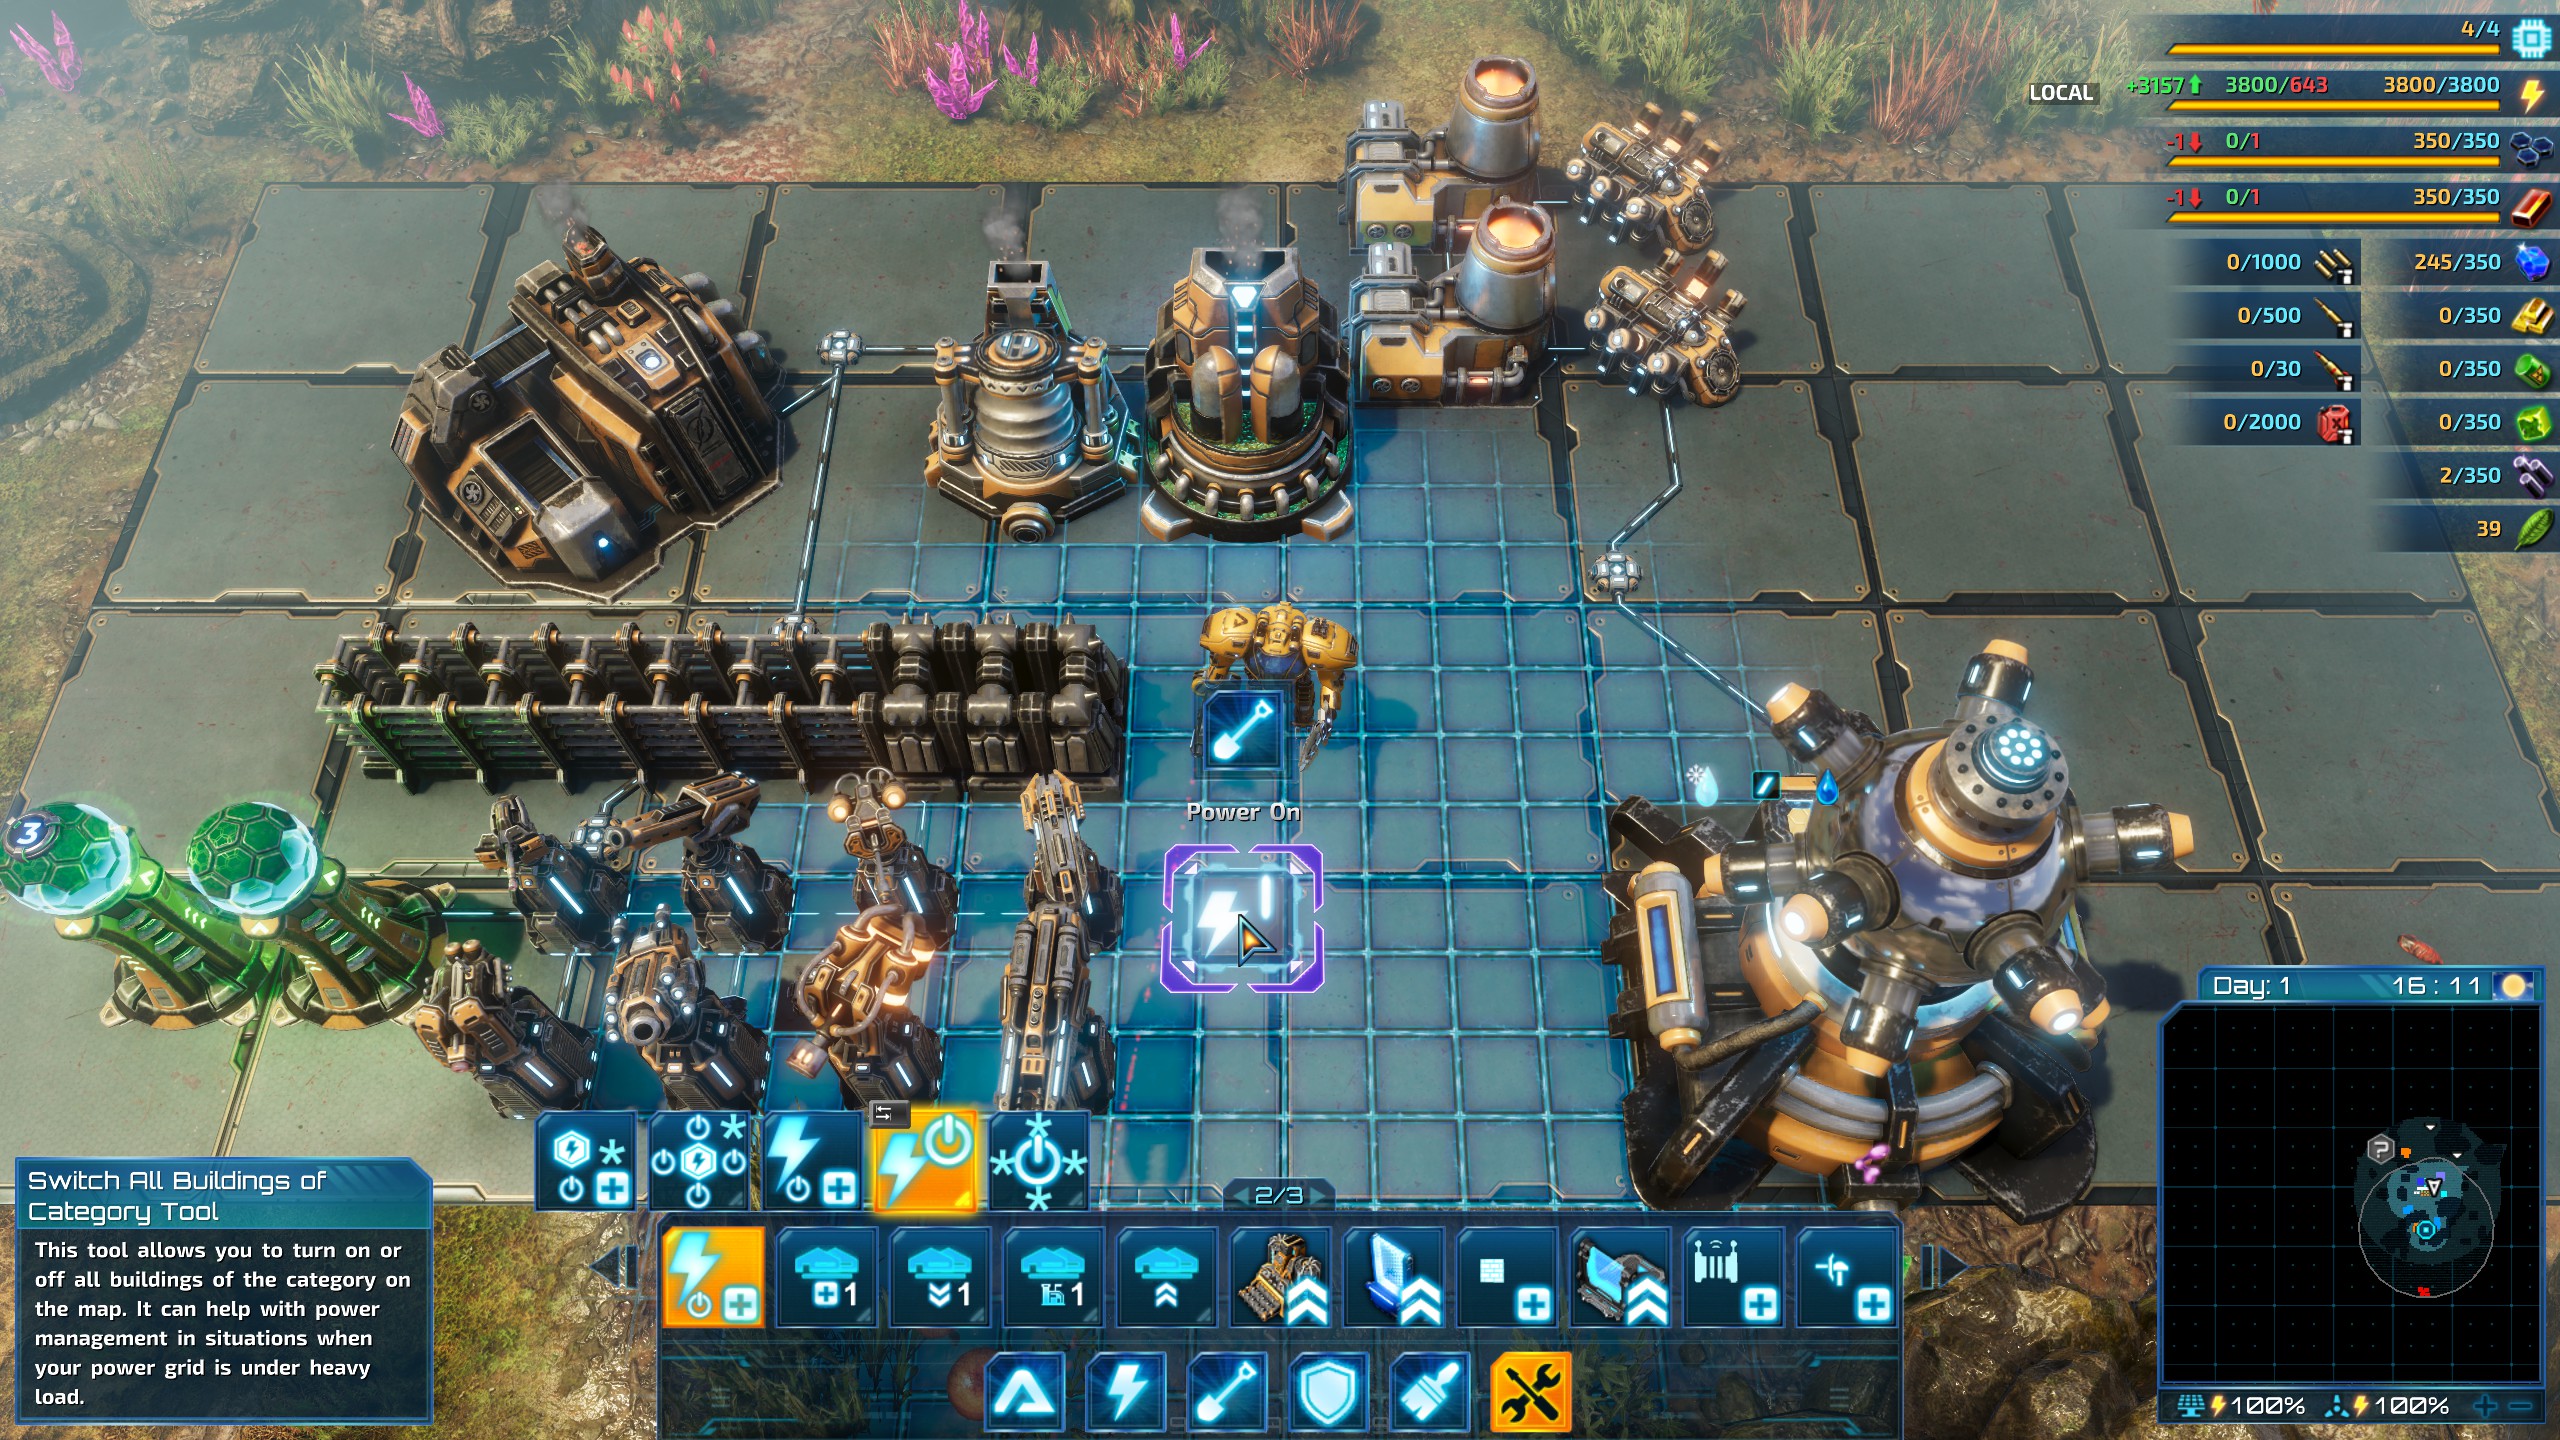 4/4
LOCAL
+3157 3800/643 3800/3800
-1 0/1 350/350
-1 0/1 350/350
0/1000 245/350
0/500 0/350
0/30 0/350
0/2000 0/350
2/350
39
3
Power On
Day: 1 16:11
?
Switch All Buildings of
Category Tool
This tool allows you to turn on or
off all buildings of the category on
the map. It can help with power
management in situations when
your power grid is under heavy
load.
2/3
1
1
1
100% 100%